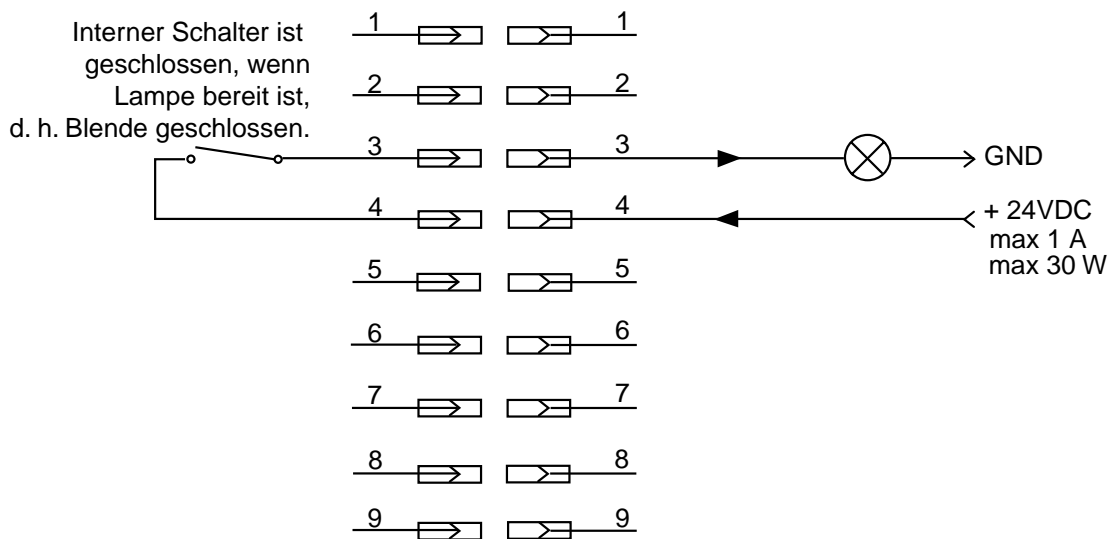 Interner Schalter ist
geschlossen, wenn
Lampe bereit ist,
d. h. Blende geschlossen.
1 1
2 2
3 3 GND
4 4 + 24VDC
max 1 A
max 30 W
5 5
6 6
7 7
8 8
9 9